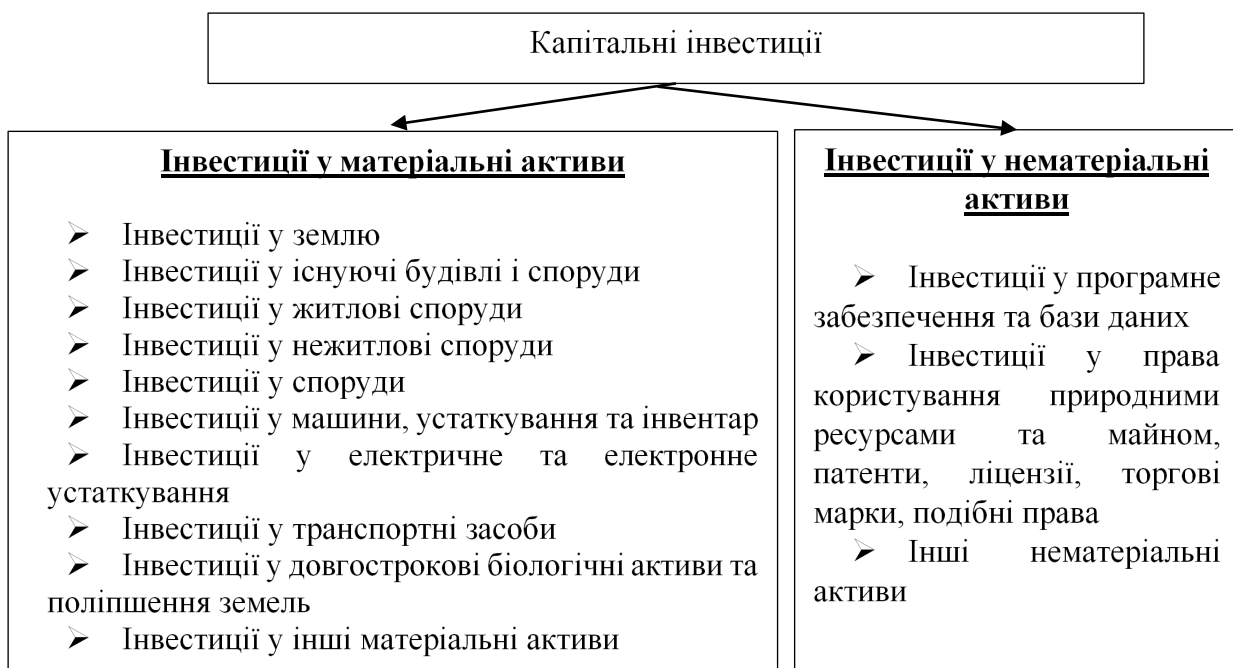 Капітальні інвестиції
Інвестиції у матеріальні активи
➢ Інвестиції у землю
➢ Інвестиції у існуючі будівлі і споруди
➢ Інвестиції у житлові споруди
➢ Інвестиції у нежитлові споруди
➢ Інвестиції у споруди
➢ Інвестиції у машини, устаткування та інвентар
➢ Інвестиції у електричне та електронне
устаткування
➢ Інвестиції у транспортні засоби
➢ Інвестиції у довгострокові біологічні активи та
поліпшення земель
➢ Інвестиції у інші матеріальні активи
Інвестиції у нематеріальні
активи
➢ Інвестиції у програмне
забезпечення та бази даних
➢ Інвестиції у права
користування природними
ресурсами та майном,
патенти, ліцензії, торгові
марки, подібні права
➢ Інші нематеріальні
активи